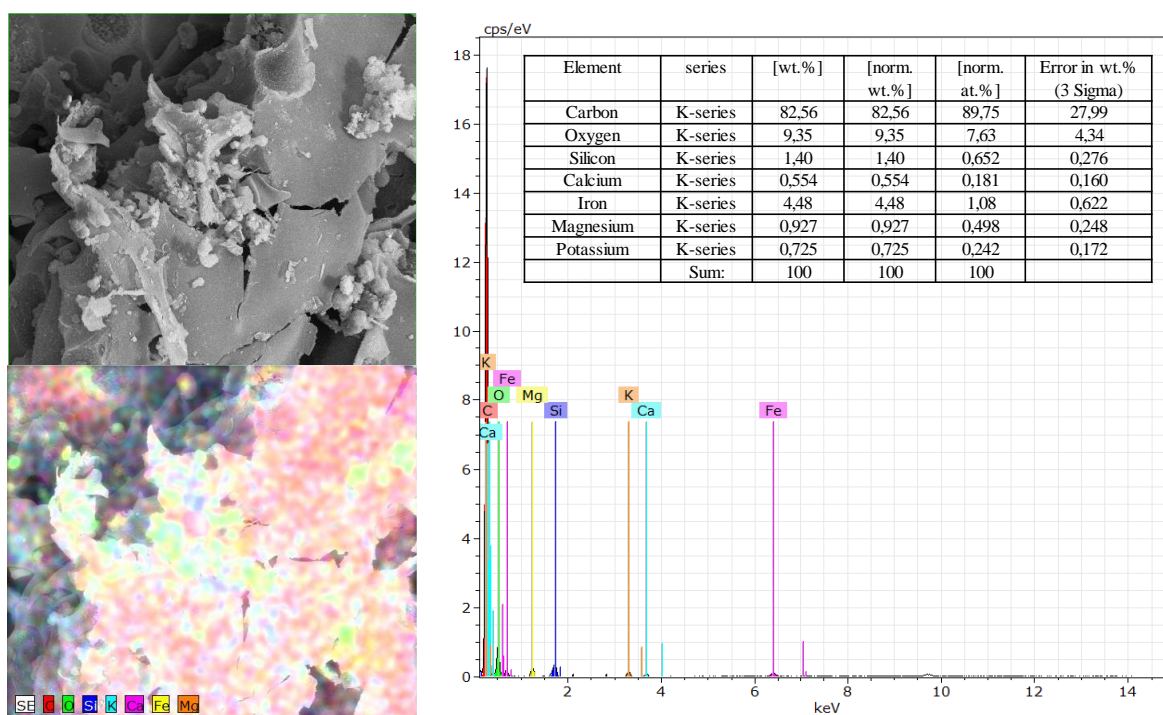 cps/eV
Element series [wt.%] [norm. wt.%] [norm. at.%] Error in wt.% (3 Sigma)
Carbon K-series 82,56 82,56 89,75 27,99
Oxygen K-series 9,35 9,35 7,63 4,34
Silicon K-series 1,40 1,40 0,652 0,276
Calcium K-series 0,554 0,554 0,181 0,160
Iron K-series 4,48 4,48 1,08 0,622
Magnesium K-series 0,927 0,927 0,498 0,248
Potassium K-series 0,725 0,725 0,242 0,172
Sum: 100 100 100
18
16
14
12
10
8
6
4
2
0
K
Fe
O Mg K
C Si Ca Fe
Ca
2 4 6 8 10 12 14
keV
SE C O Si K Ca Fe Mg